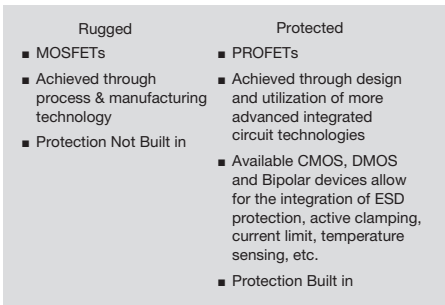 Rugged
■ MOSFETs
■ Achieved through
process & manufacturing
technology
■ Protection Not Built in
Protected
■ PROFETs
■ Achieved through design
and utilization of more
advanced integrated
circuit technologies
■ Available CMOS, DMOS
and Bipolar devices allow
for the integration of ESD
protection, active clamping,
current limit, temperature
sensing, etc.
■ Protection Built in